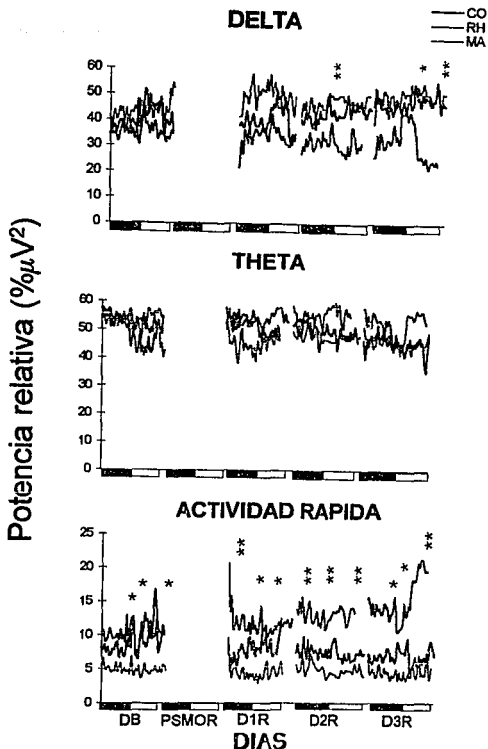 DELTA
CO
RH
MA
**
*
**
60
50
40
30
20
10
0
THETA
60
50
40
30
20
10
0
Potencia relativa (%μV²)
ACTIVIDAD RAPIDA
25
20
15
10
5
0
* * *
** * *
** ** **
* * **
DB PSMOR D1R D2R D3R
DIAS